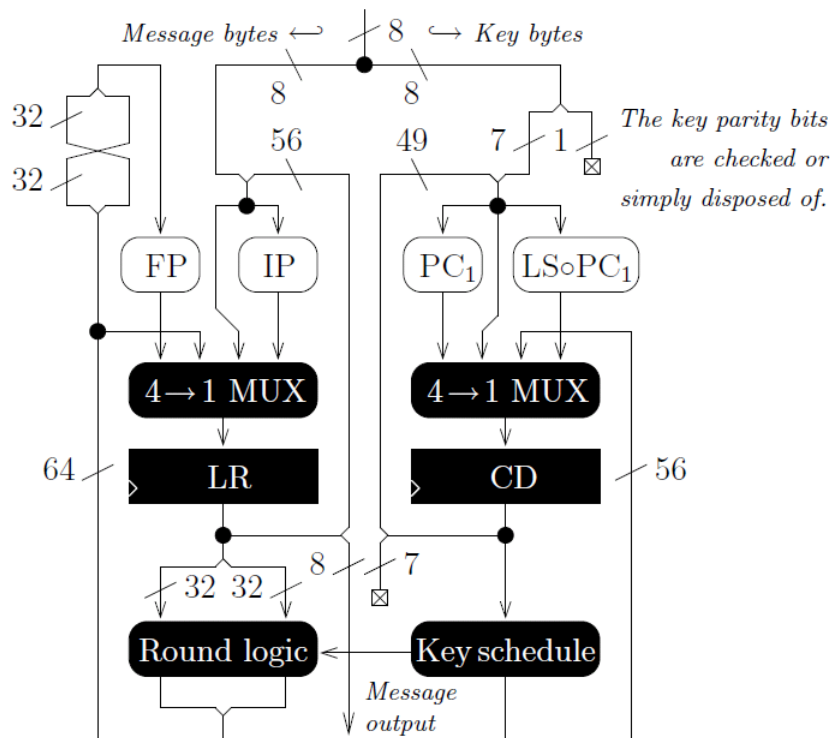 Message bytes ↩ 8 ↪ Key bytes
8 8
32 56 49 7 1 The key parity bits
32 are checked or
simply disposed of.
FP IP PC₁ LS∘PC₁
4→1 MUX 4→1 MUX
64 LR CD 56
32 32 8 7
Round logic Key schedule
Message
output